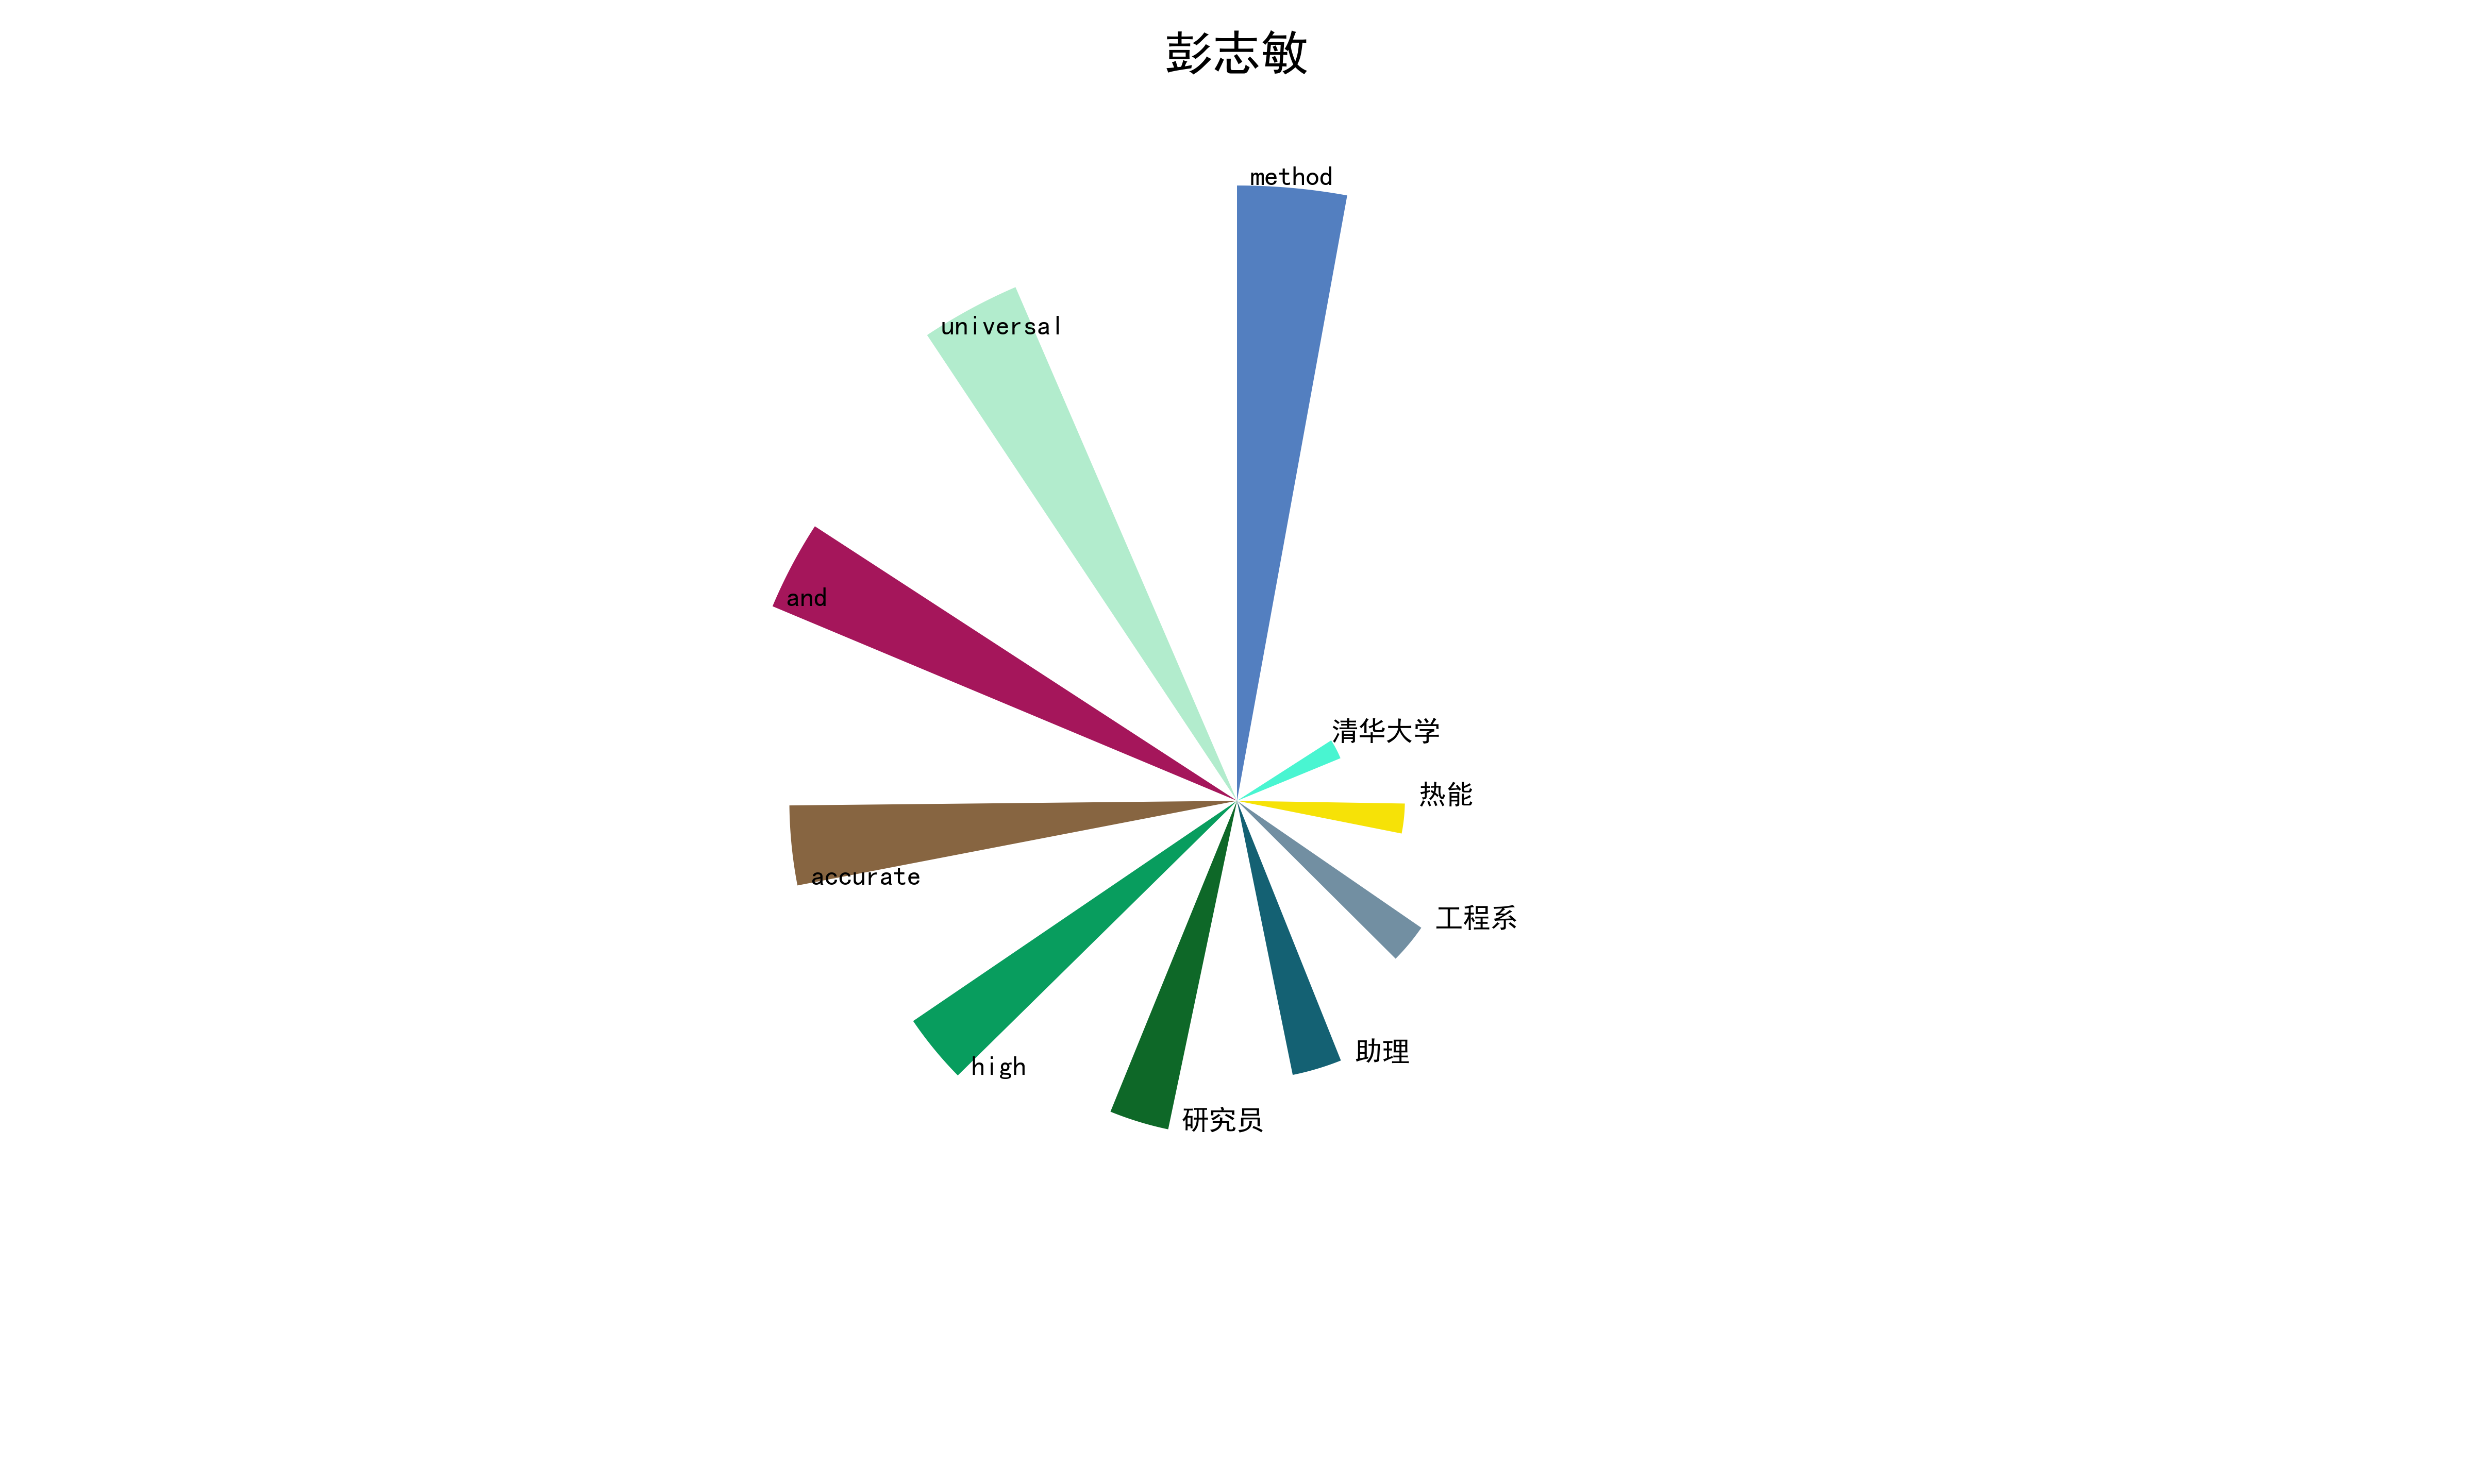 彭志敏
method
universal
and
清华大学
热能
accurate
工程系
助理
high
研究员